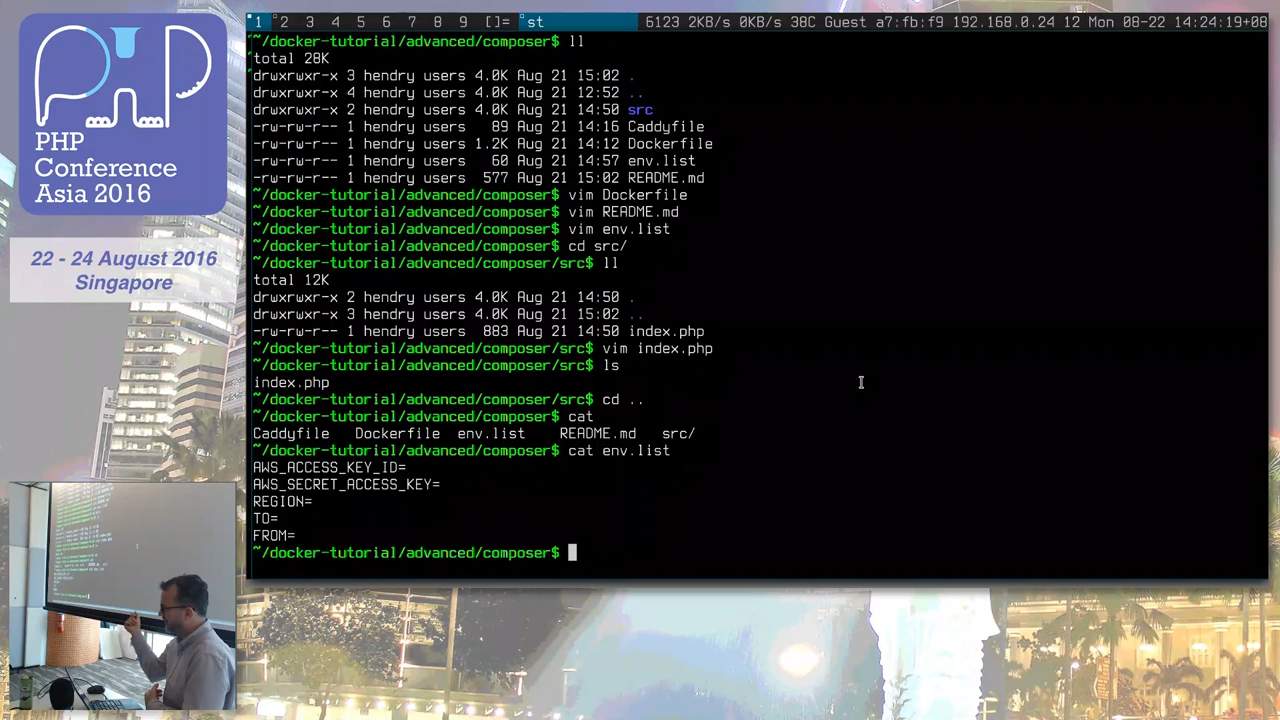 PHP
Conference
Asia 2016
22 - 24 August 2016
Singapore
1 2 3 4 5 6 7 8 9 []= st 6123 2KB/s 0KB/s 38C Guest a7:fb:f9 192.168.0.24 12 Mon 08-22 14:24:19+08
~/docker-tutorial/advanced/composer$ ll
total 28K
drwxrwxr-x 3 hendry users 4.0K Aug 21 15:02 .
drwxrwxr-x 4 hendry users 4.0K Aug 21 12:52 ..
drwxrwxr-x 2 hendry users 4.0K Aug 21 14:50 src
-rw-rw-r-- 1 hendry users   89 Aug 21 14:16 Caddyfile
-rw-rw-r-- 1 hendry users 1.2K Aug 21 14:12 Dockerfile
-rw-rw-r-- 1 hendry users   60 Aug 21 14:57 env.list
-rw-rw-r-- 1 hendry users  577 Aug 21 15:02 README.md
~/docker-tutorial/advanced/composer$ vim Dockerfile
~/docker-tutorial/advanced/composer$ vim README.md
~/docker-tutorial/advanced/composer$ vim env.list
~/docker-tutorial/advanced/composer$ cd src/
~/docker-tutorial/advanced/composer/src$ ll
total 12K
drwxrwxr-x 2 hendry users 4.0K Aug 21 14:50 .
drwxrwxr-x 3 hendry users 4.0K Aug 21 15:02 ..
-rw-rw-r-- 1 hendry users  883 Aug 21 14:50 index.php
~/docker-tutorial/advanced/composer/src$ vim index.php
~/docker-tutorial/advanced/composer/src$ ls
index.php
~/docker-tutorial/advanced/composer/src$ cd ..
~/docker-tutorial/advanced/composer$ cat
Caddyfile   Dockerfile  env.list    README.md   src/
~/docker-tutorial/advanced/composer$ cat env.list
AWS_ACCESS_KEY_ID=
AWS_SECRET_ACCESS_KEY=
REGION=
TO=
FROM=
~/docker-tutorial/advanced/composer$